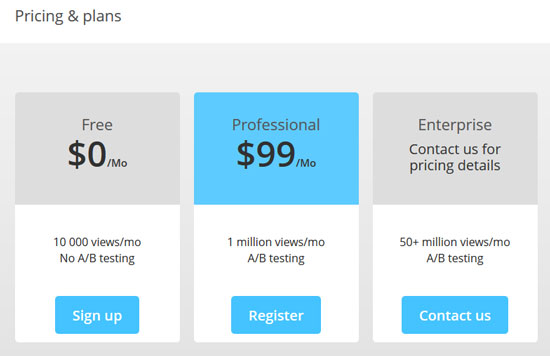 Pricing & plans
Free
$0/Mo
10 000 views/mo
No A/B testing
Sign up
Professional
$99/Mo
1 million views/mo
A/B testing
Register
Enterprise
Contact us for
pricing details
50+ million views/mo
A/B testing
Contact us